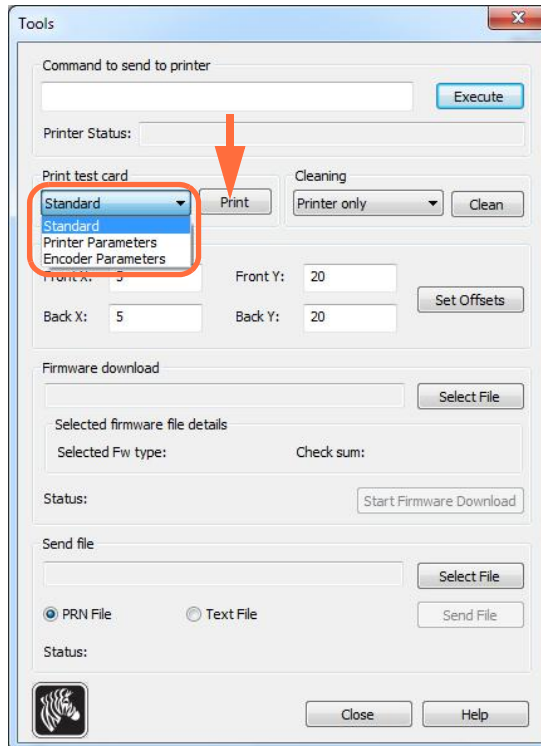 Tools
Command to send to printer
Execute
Printer Status:
Print test card
Cleaning
Standard
Print
Printer only
Clean
Standard
Printer Parameters
Encoder Parameters
Front X: 5
Front Y: 20
Set Offsets
Back X: 5
Back Y: 20
Firmware download
Select File
Selected firmware file details
Selected Fw type:
Check sum:
Status:
Start Firmware Download
Send file
Select File
PRN File
Text File
Send File
Status:
Close
Help